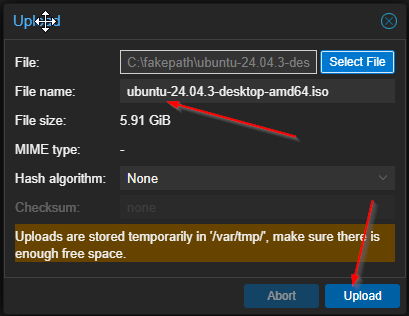 Upload
File: C:\fakepath\ubuntu-24.04.3-des Select File
File name: ubuntu-24.04.3-desktop-amd64.iso
File size: 5.91 GiB
MIME type: -
Hash algorithm: None
Checksum: none
Uploads are stored temporarily in '/var/tmp/', make sure there is
enough free space.
Abort Upload